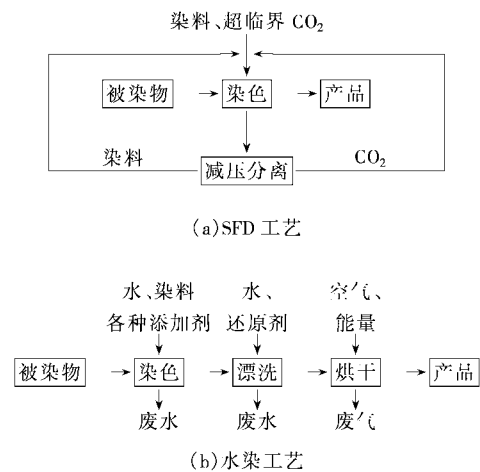 染料、超临界 CO2
被染物 染色 产品
染料 CO2
减压分离
(a)SFD 工艺
水、染料 水、 空气、
各种添加剂 还原剂 能量
被染物 染色 漂洗 烘干 产品
废水 废水 废气
(b)水染工艺